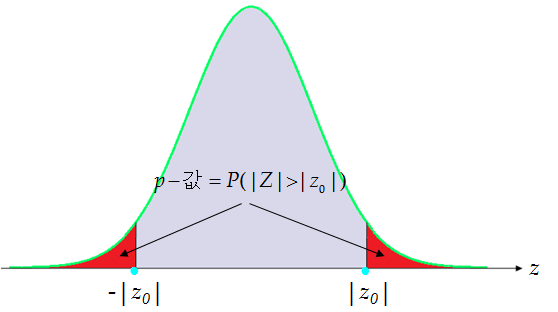 p−값 = P(|Z|>|z₀|)
z
-|z₀|
|z₀|